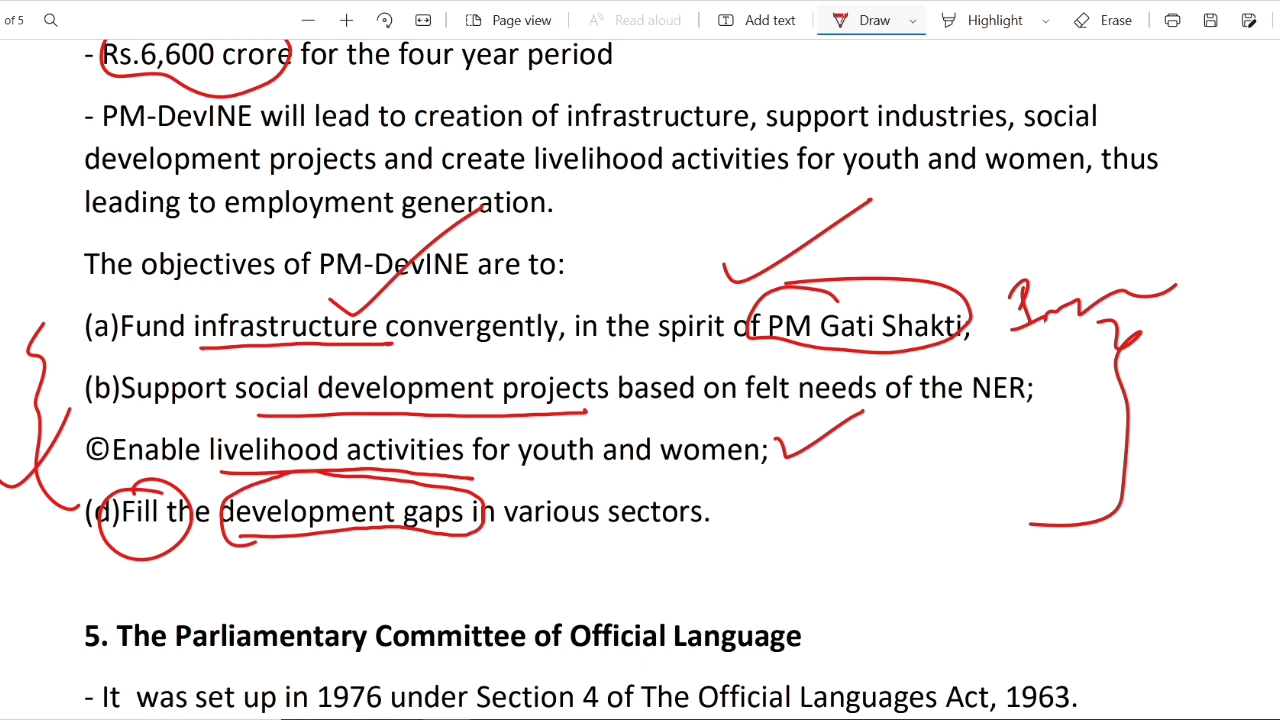 of 5
Page view
Read aloud
Add text
Draw
Highlight
Erase
- Rs.6,600 crore for the four year period
- PM-DevINE will lead to creation of infrastructure, support industries, social
development projects and create livelihood activities for youth and women, thus
leading to employment generation.
The objectives of PM-DevINE are to:
(a)Fund infrastructure convergently, in the spirit of PM Gati Shakti;
(b)Support social development projects based on felt needs of the NER;
©Enable livelihood activities for youth and women;
(d)Fill the development gaps in various sectors.
5. The Parliamentary Committee of Official Language
- It was set up in 1976 under Section 4 of The Official Languages Act, 1963.